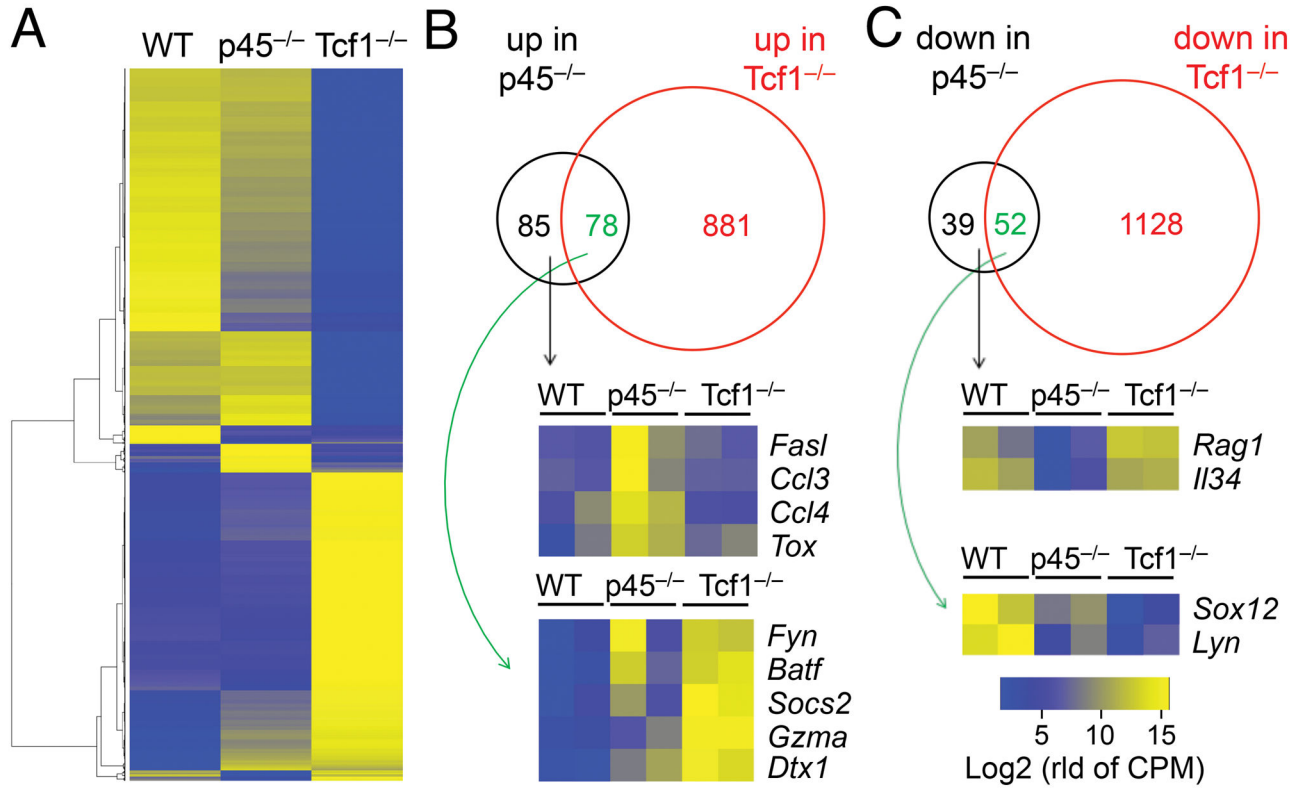 A
WT p45–/– Tcf1–/–
B
up in
p45–/–
up in
Tcf1–/–
85 78 881
WT p45–/– Tcf1–/–
Fasl
Ccl3
Ccl4
Tox
WT p45–/– Tcf1–/–
Fyn
Batf
Socs2
Gzma
Dtx1
C
down in
p45–/–
down in
Tcf1–/–
39 52 1128
WT p45–/– Tcf1–/–
Rag1
Il34
WT p45–/– Tcf1–/–
Sox12
Lyn
5 10 15
Log2 (rld of CPM)